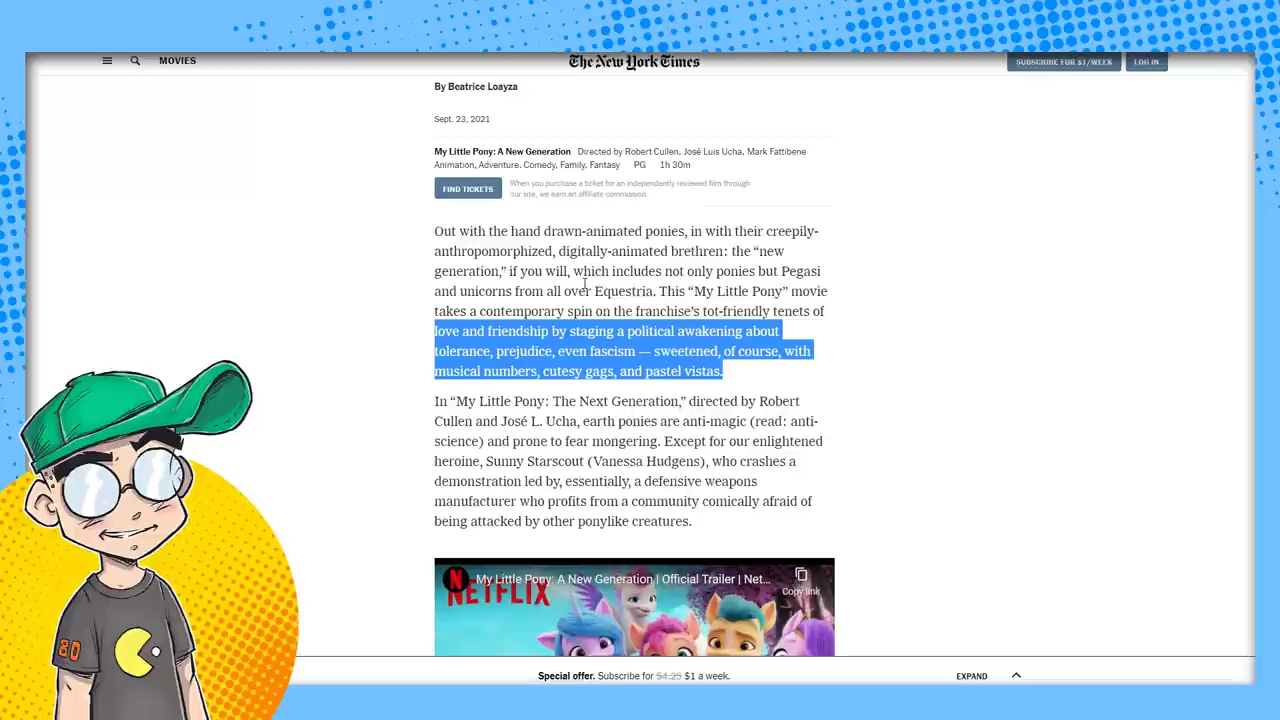 MOVIES
The New York Times
SUBSCRIBE FOR $1/WEEK
LOG IN
By Beatrice Loayza
Sept. 23, 2021
My Little Pony: A New Generation Directed by Robert Cullen, José Luis Ucha, Mark Fattibene
Animation, Adventure, Comedy, Family, Fantasy PG 1h 30m
FIND TICKETS
When you purchase a ticket for an independently reviewed film through
our site, we earn an affiliate commission.
Out with the hand drawn-animated ponies, in with their creepily-
anthropomorphized, digitally-animated brethren: the “new
generation,” if you will, which includes not only ponies but Pegasi
and unicorns from all over Equestria. This “My Little Pony” movie
takes a contemporary spin on the franchise’s tot-friendly tenets of
love and friendship by staging a political awakening about
tolerance, prejudice, even fascism — sweetened, of course, with
musical numbers, cutesy gags, and pastel vistas.
In “My Little Pony: The Next Generation,” directed by Robert
Cullen and José L. Ucha, earth ponies are anti-magic (read: anti-
science) and prone to fear mongering. Except for our enlightened
heroine, Sunny Starscout (Vanessa Hudgens), who crashes a
demonstration led by, essentially, a defensive weapons
manufacturer who profits from a community comically afraid of
being attacked by other ponylike creatures.
N
My Little Pony: A New Generation | Official Trailer | Net...
Copy link
NETFLIX
80
Special offer. Subscribe for $4.25 $1 a week.
EXPAND